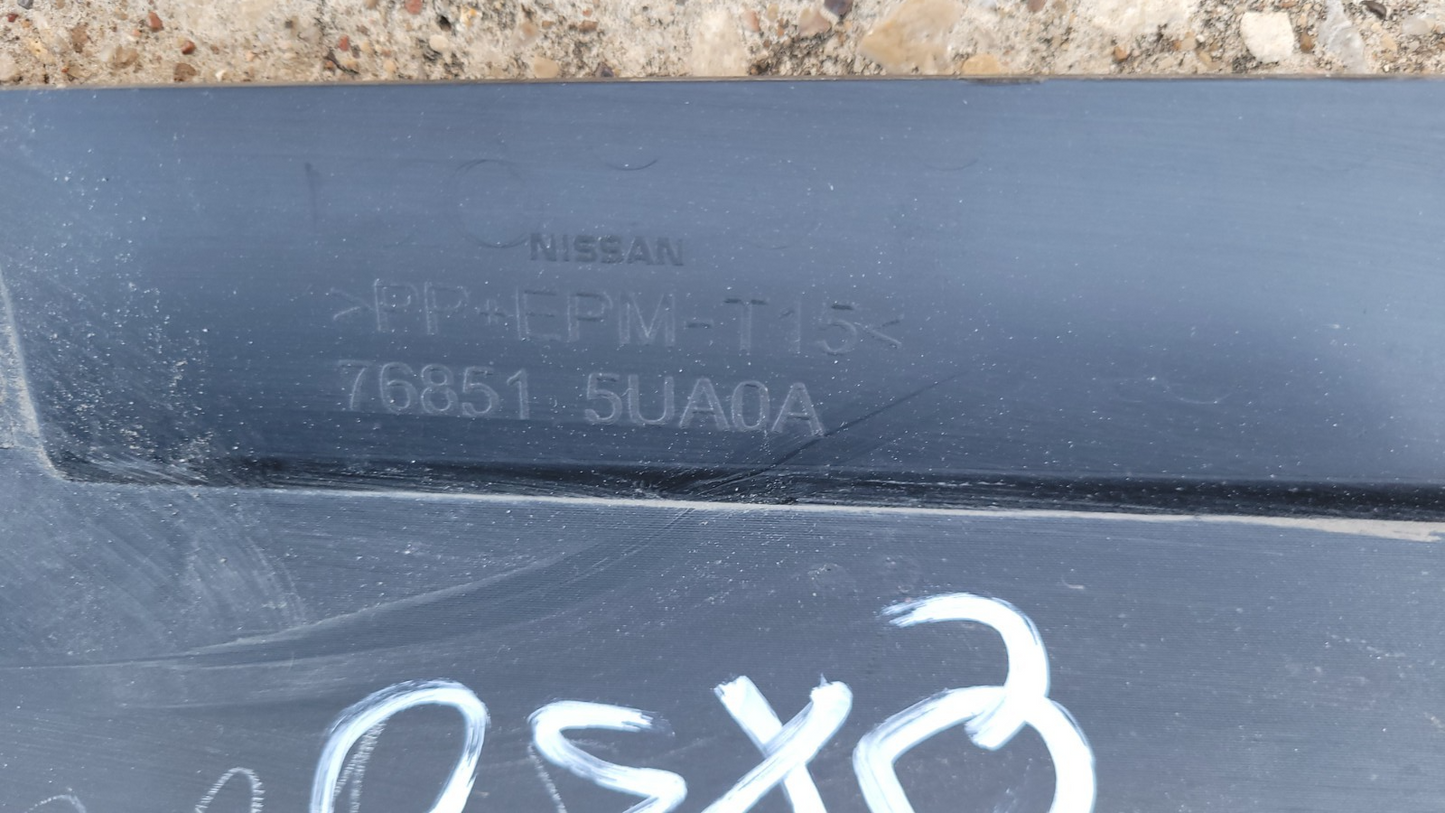 NISSAN
>PP+EPM-T15<
76851 5UA0A